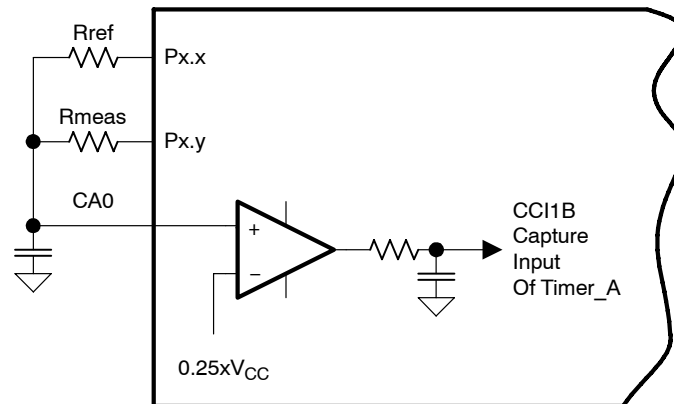 Rref
Px.x
Rmeas
Px.y
CA0
+
−
CCI1B
Capture
Input
Of Timer_A
0.25xVCC